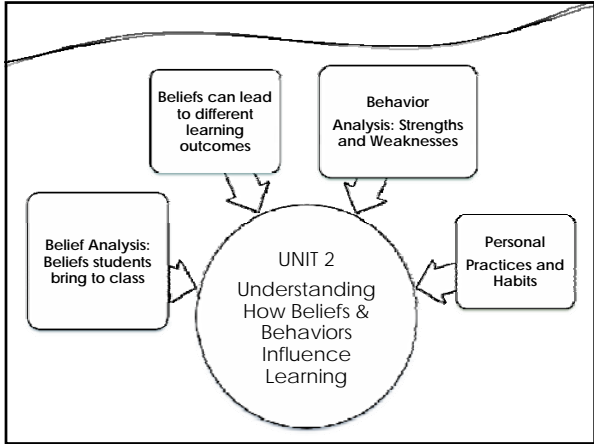 Beliefs can lead
to different
learning
outcomes
Behavior
Analysis: Strengths
and Weaknesses
Belief Analysis:
Beliefs students
bring to class
Personal
Practices and
Habits
UNIT 2
Understanding
How Beliefs &
Behaviors
Influence
Learning